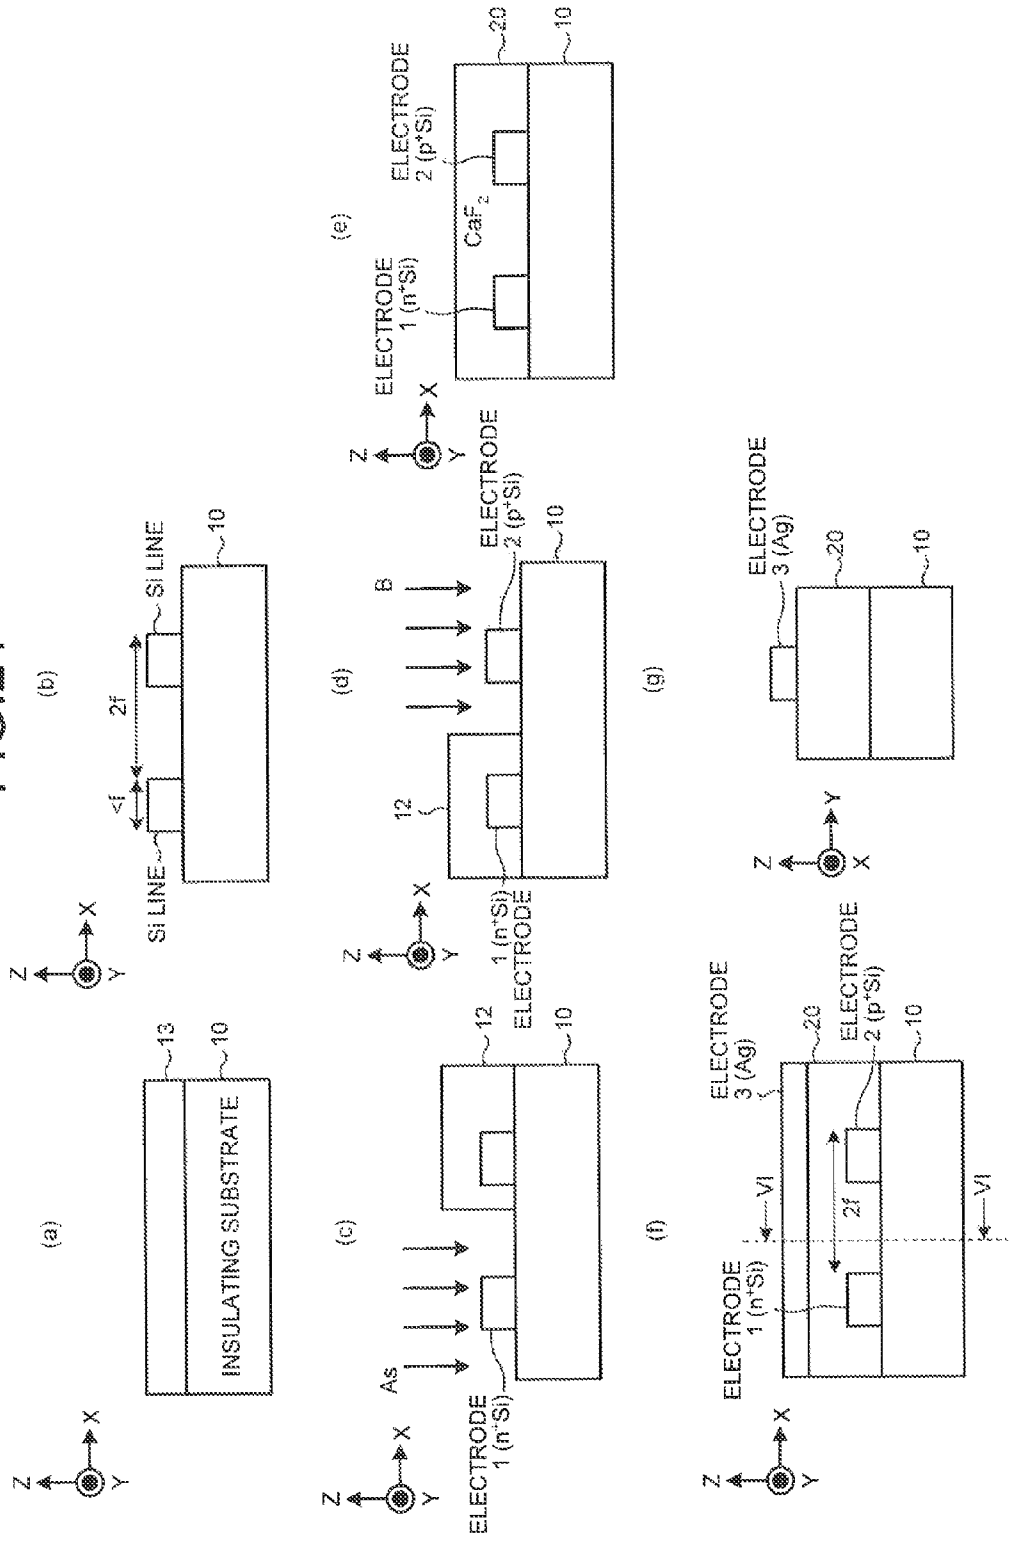 (a)
Z
X
Y
13
10
INSULATING SUBSTRATE
(b)
Z
X
Y
Si LINE
<f
2f
Si LINE
10
(c)
Z
X
Y
As
12
10
ELECTRODE
1 (n+Si)
(d)
Z
X
Y
12
B
ELECTRODE
2 (p+Si)
10
1 (n+Si)
ELECTRODE
(e)
Z
X
Y
ELECTRODE
1 (n+Si)
ELECTRODE
2 (p+Si)
CaF2
20
10
(f)
Z
X
Y
ELECTRODE
1 (n+Si)
VI
ELECTRODE
3 (Ag)
20
2f
ELECTRODE
2 (p+Si)
10
VI
(g)
Z
Y
X
ELECTRODE
3 (Ag)
20
10